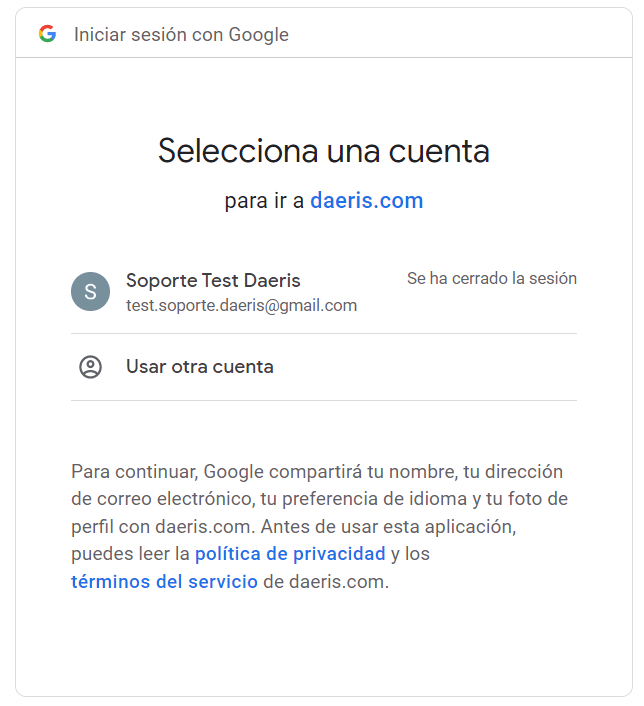 Iniciar sesión con Google
Selecciona una cuenta
para ir a daeris.com
S
Soporte Test Daeris
Se ha cerrado la sesión
test.soporte.daeris@gmail.com
Usar otra cuenta
Para continuar, Google compartirá tu nombre, tu dirección
de correo electrónico, tu preferencia de idioma y tu foto de
perfil con daeris.com. Antes de usar esta aplicación,
puedes leer la política de privacidad y los
términos del servicio de daeris.com.